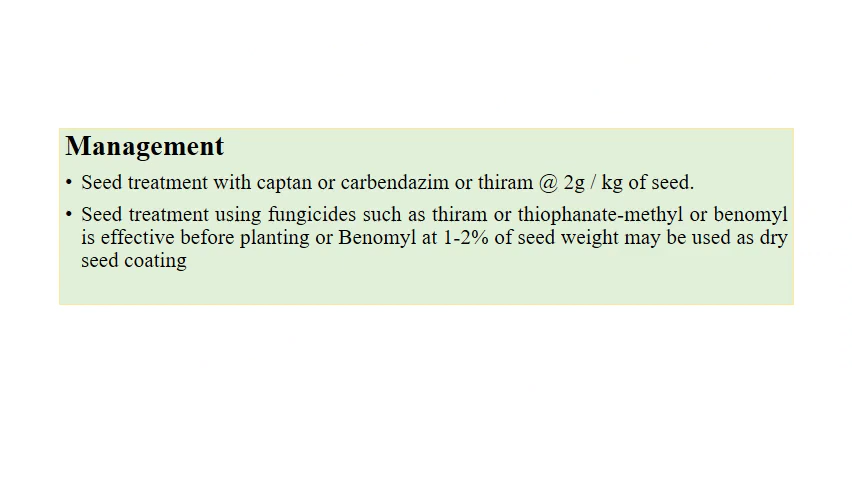 Management
• Seed treatment with captan or carbendazim or thiram @ 2g / kg of seed.
• Seed treatment using fungicides such as thiram or thiophanate-methyl or benomyl
is effective before planting or Benomyl at 1-2% of seed weight may be used as dry
seed coating